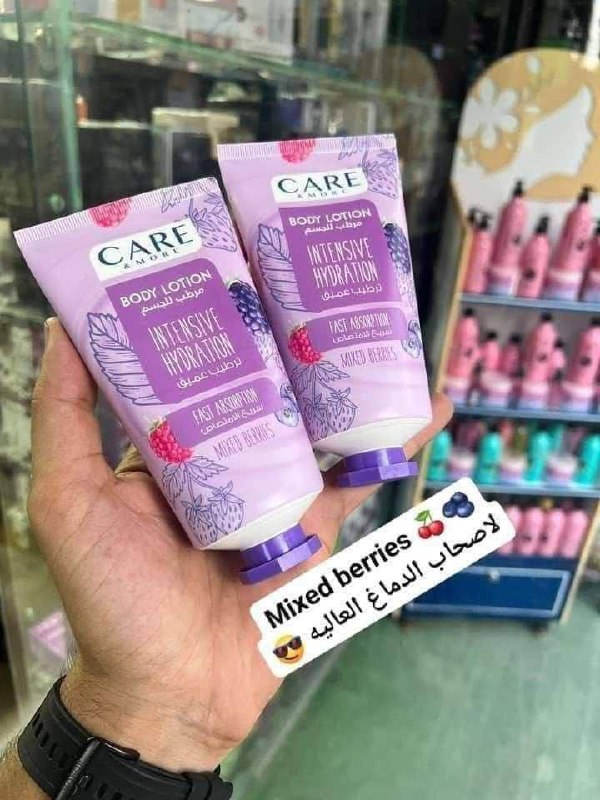 CARE
& MORE
BODY LOTION
مرطب للجسم
INTENSIVE
HYDRATION
ترطيب عميق
FAST ABSORPTION
سريع الامتصاص
MIXED BERRIES
CARE
& MORE
BODY LOTION
مرطب للجسم
INTENSIVE
HYDRATION
ترطيب عميق
FAST ABSORPTION
سريع الامتصاص
MIXED BERRIES
Mixed berries 🍒🫐
لاصحاب الدماغ العاليه 😎